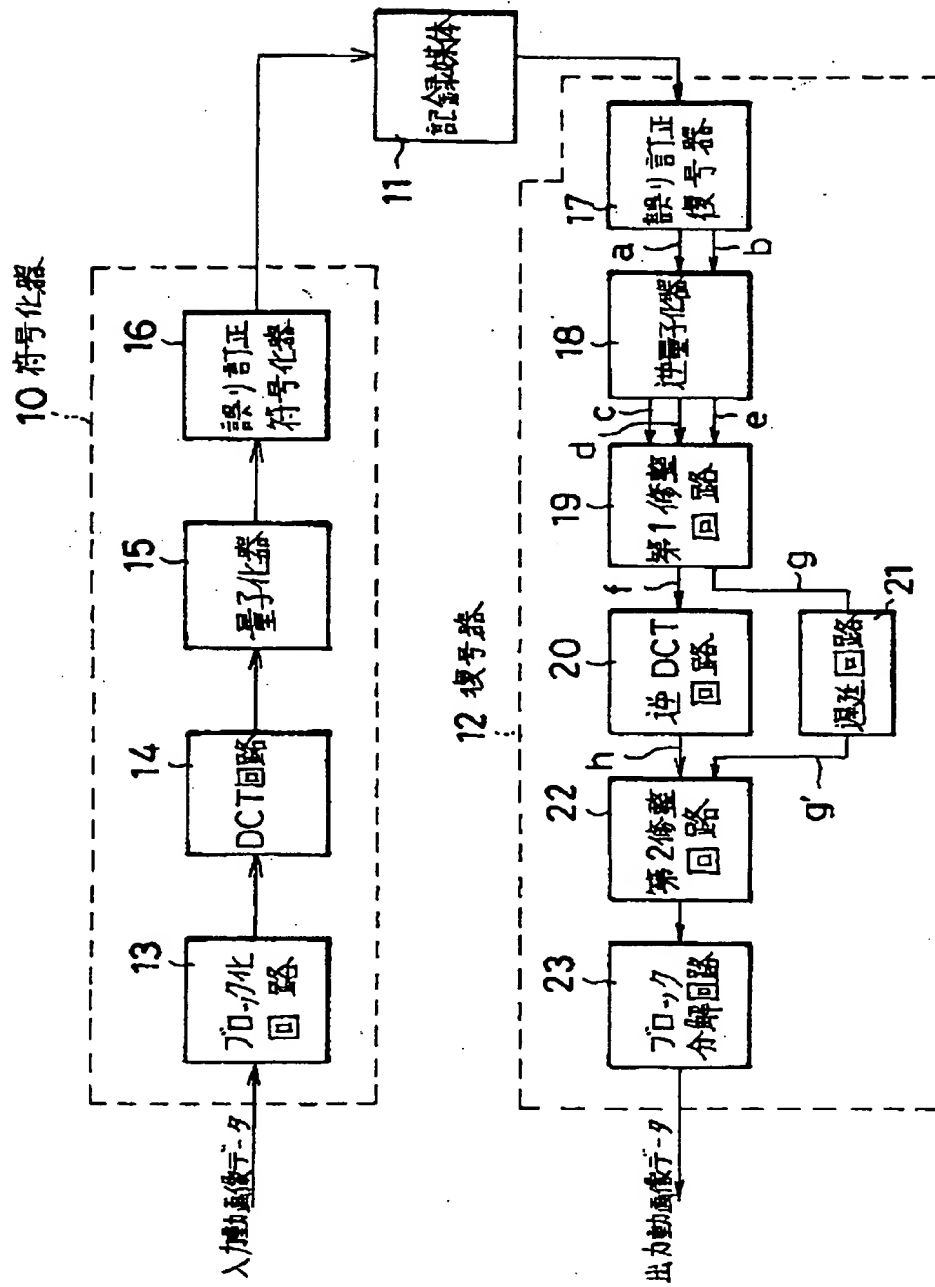 10 符号化器
入力動画像データ
13
ブロック化
回路
14
DCT回路
15
量子化器
16
誤り訂正
符号化器
11
記録媒体
12 復号器
17
誤り訂正
復号器
a
b
18
逆量子化器
c
d
e
19
第1修整
回路
f
g
20
逆DCT
回路
21
遅延回路
h
g'
22
第2修整
回路
23
ブロック
分解回路
出力動画像データ